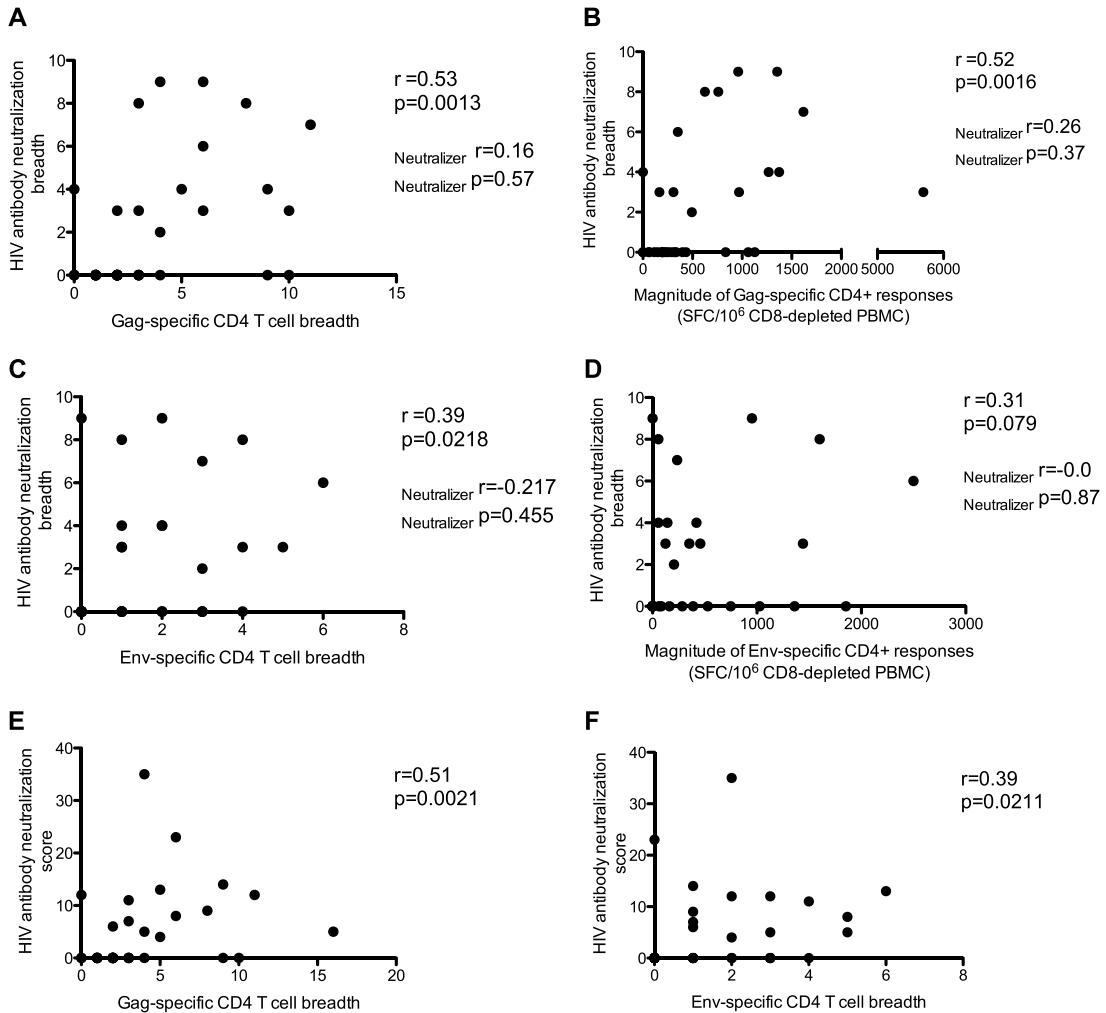 A
HIV antibody neutralization
breadth
10
8
6
4
2
0
0
5
10
15
Gag-specific CD4 T cell breadth
r =0.53
p=0.0013
Neutralizer r=0.16
Neutralizer p=0.57
B
HIV antibody neutralization
breadth
10
8
6
4
2
0
0
500
1000
1500
2000
5000
6000
Magnitude of Gag-specific CD4+ responses
(SFC/10⁶ CD8-depleted PBMC)
r =0.52
p=0.0016
Neutralizer r=0.26
Neutralizer p=0.37
C
HIV antibody neutralization
breadth
10
8
6
4
2
0
0
2
4
6
8
Env-specific CD4 T cell breadth
r =0.39
p=0.0218
Neutralizer r=-0.217
Neutralizer p=0.455
D
HIV antibody neutralization
breadth
10
8
6
4
2
0
0
1000
2000
3000
Magnitude of Env-specific CD4+ responses
(SFC/10⁶ CD8-depleted PBMC)
r =0.31
p=0.079
Neutralizer r=-0.0
Neutralizer p=0.87
E
HIV antibody neutralization
score
40
30
20
10
0
0
5
10
15
20
Gag-specific CD4 T cell breadth
r=0.51
p=0.0021
F
HIV antibody neutralization
score
40
30
20
10
0
0
2
4
6
8
Env-specific CD4 T cell breadth
r=0.39
p=0.0211